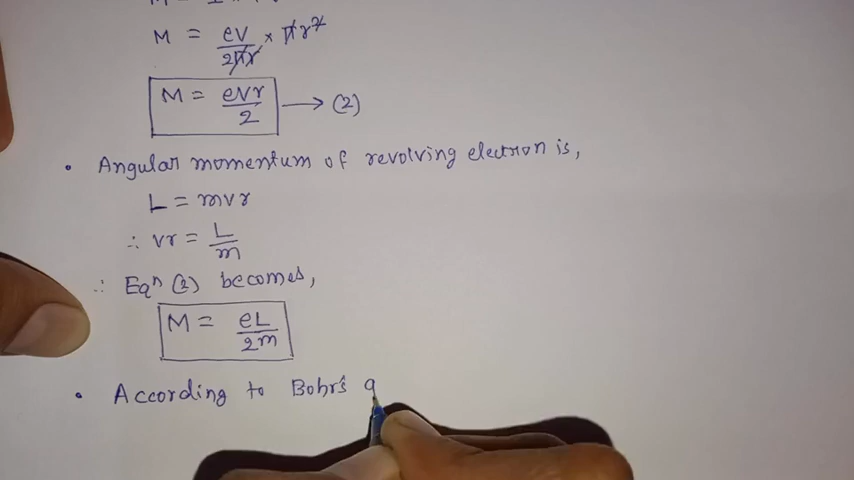 M = ev/2πr × πr²
M = evr/2 → (2)
• Angular momentum of revolving electron is,
L = mvr
∴ vr = L/m
∴ Eqⁿ (2) becomes,
M = eL/2m
• According to Bohr's